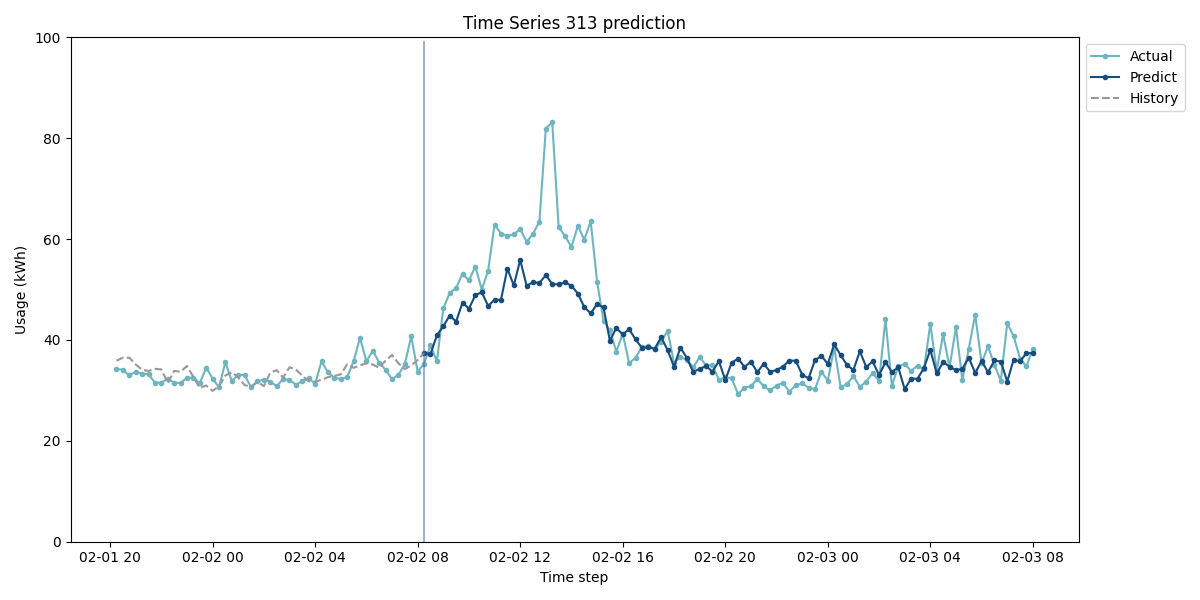 Time Series 313 prediction
Usage (kWh)
100
80
60
40
20
0
02-01 20
02-02 00
02-02 04
02-02 08
02-02 12
02-02 16
02-02 20
02-03 00
02-03 04
02-03 08
Time step
Actual
Predict
History